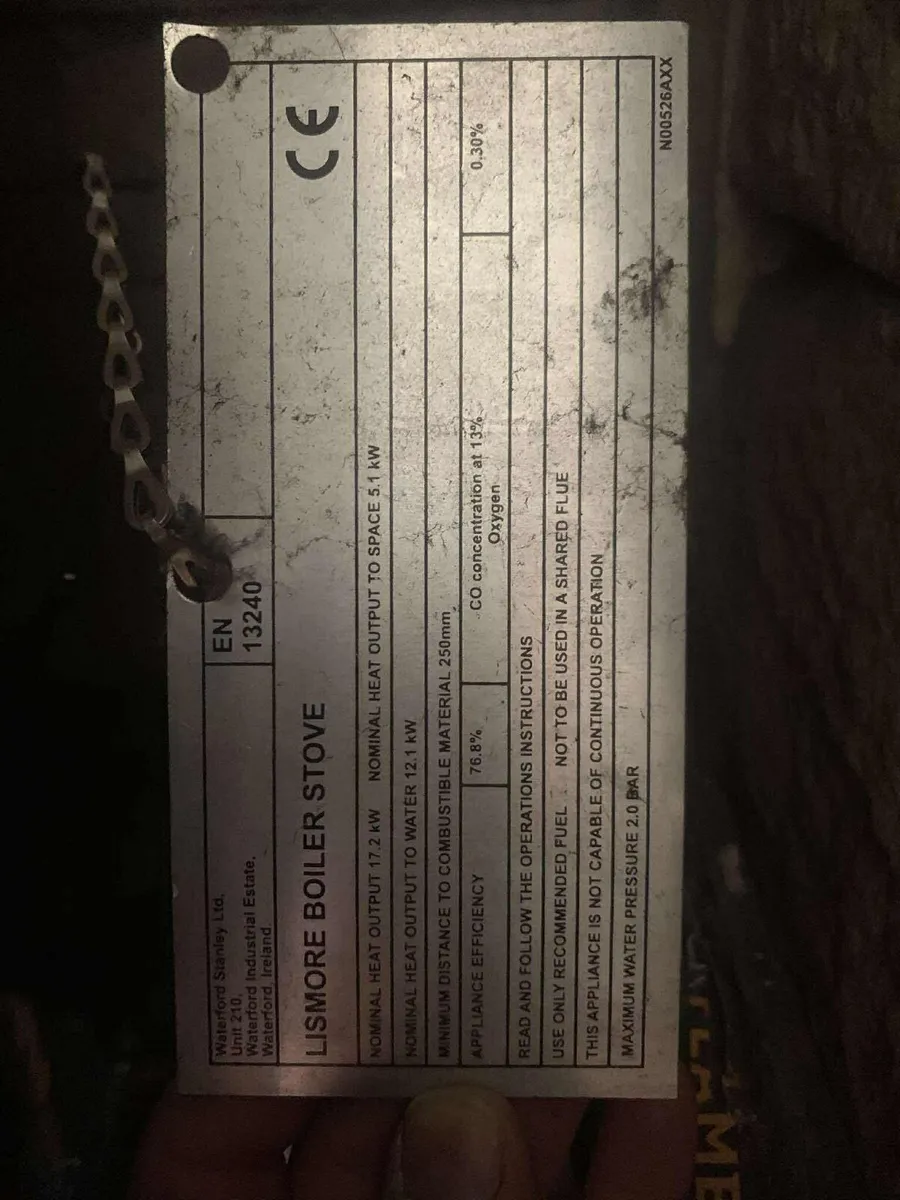 Waterford Stanley Ltd.
Unit 210,
Waterford Industrial Estate,
Waterford, Ireland.
EN
13240
LISMORE BOILER STOVE
CE
NOMINAL HEAT OUTPUT 17.2 kW NOMINAL HEAT OUTPUT TO SPACE 5.1 kW
NOMINAL HEAT OUTPUT TO WATER 12.1 kW
MINIMUM DISTANCE TO COMBUSTIBLE MATERIAL 250mm
APPLIANCE EFFICIENCY
76.8%
CO concentration at 13%
Oxygen
0.30%
READ AND FOLLOW THE OPERATIONS INSTRUCTIONS
USE ONLY RECOMMENDED FUEL NOT TO BE USED IN A SHARED FLUE
THIS APPLIANCE IS NOT CAPABLE OF CONTINUOUS OPERATION
MAXIMUM WATER PRESSURE 2.0 BAR
N00526AXX